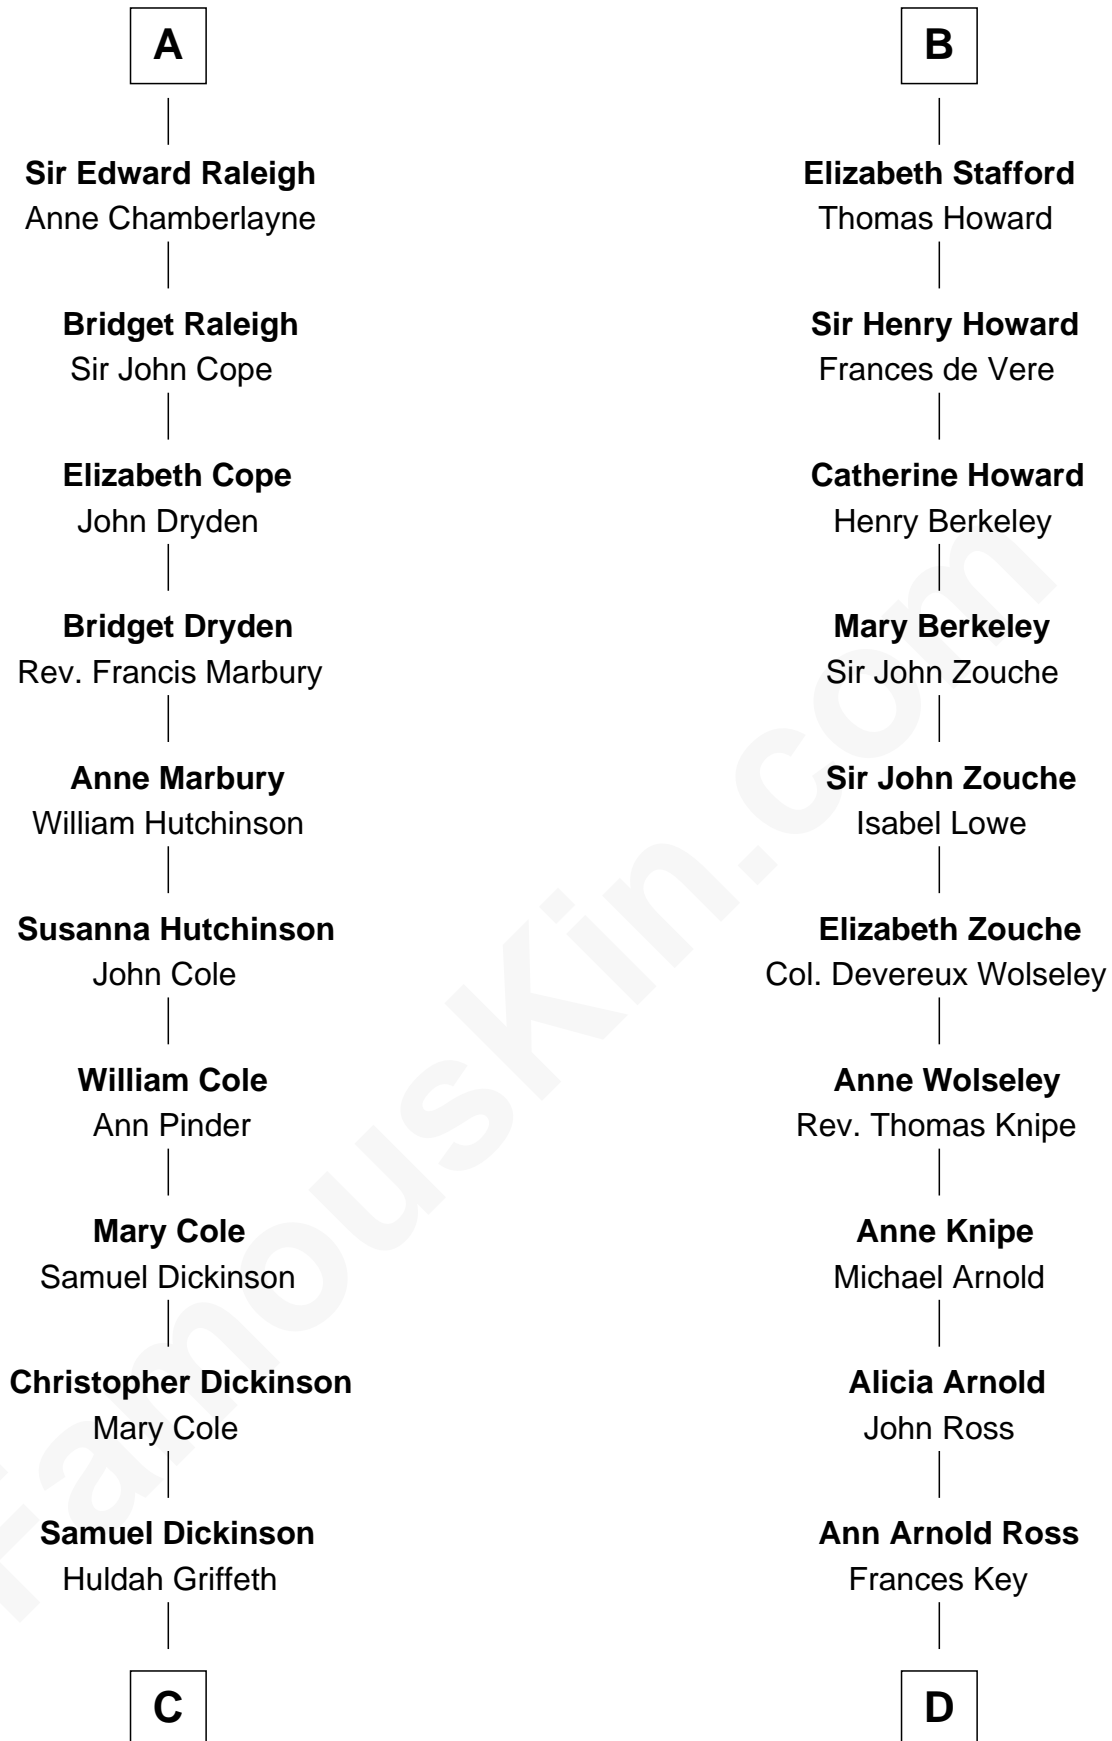 A
Sir Edward Raleigh
Anne Chamberlayne
Bridget Raleigh
Sir John Cope
Elizabeth Cope
John Dryden
Bridget Dryden
Rev. Francis Marbury
Anne Marbury
William Hutchinson
Susanna Hutchinson
John Cole
William Cole
Ann Pinder
Mary Cole
Samuel Dickinson
Christopher Dickinson
Mary Cole
Samuel Dickinson
Huldah Griffeth
C
B
Elizabeth Stafford
Thomas Howard
Sir Henry Howard
Frances de Vere
Catherine Howard
Henry Berkeley
Mary Berkeley
Sir John Zouche
Sir John Zouche
Isabel Lowe
Elizabeth Zouche
Col. Devereux Wolseley
Anne Wolseley
Rev. Thomas Knipe
Anne Knipe
Michael Arnold
Alicia Arnold
John Ross
Ann Arnold Ross
Frances Key
D
FamousKin.com